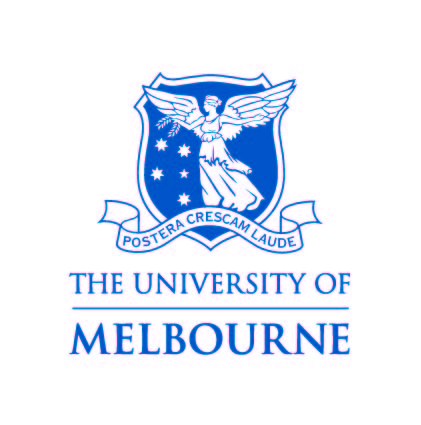 POSTERA CRESCAM LAUDE
THE UNIVERSITY OF
MELBOURNE